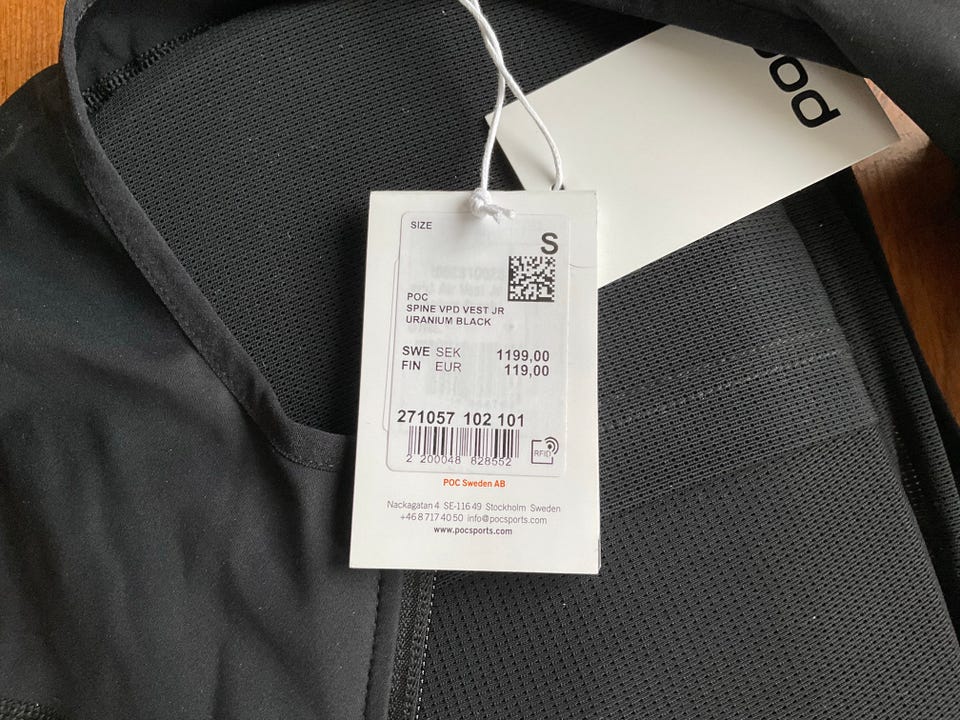 poc
SIZE
S
POC
SPINE VPD VEST JR
URANIUM BLACK
SWE SEK 1199,00
FIN EUR 119,00
271057 102 101
2 200048 828552
RFID
POC Sweden AB
Nackagatan 4 SE-116 49 Stockholm Sweden
+46 8 717 40 50 info@pocsports.com
www.pocsports.com